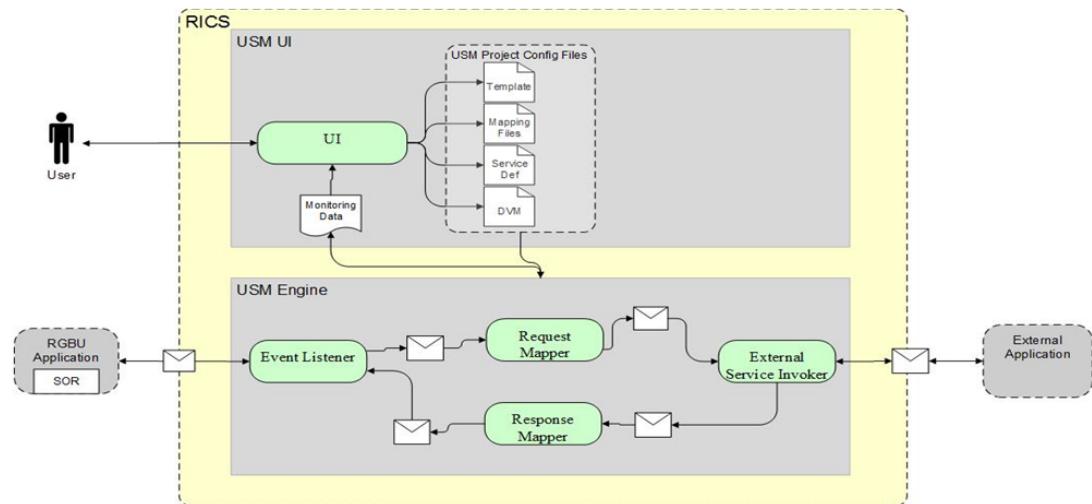 RICS
USM UI
USM Project Config Files
Template
Mapping
Files
Service
Def
DVM
UI
User
Monitoring
Data
USM Engine
RGBU
Application
SOR
Event Listener
Request
Mapper
External
Service Invoker
Response
Mapper
External
Application